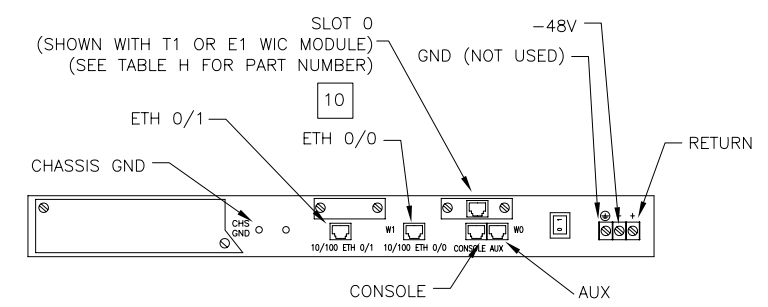 SLOT 0
(SHOWN WITH T1 OR E1 WIC MODULE)
(SEE TABLE H FOR PART NUMBER)
10
-48V
GND (NOT USED)
ETH 0/1
ETH 0/0
RETURN
CHASSIS GND
CHS
GND
10/100 ETH 0/1
W1
10/100 ETH 0/0
CONSOLE AUX
W0
- +
CONSOLE
AUX